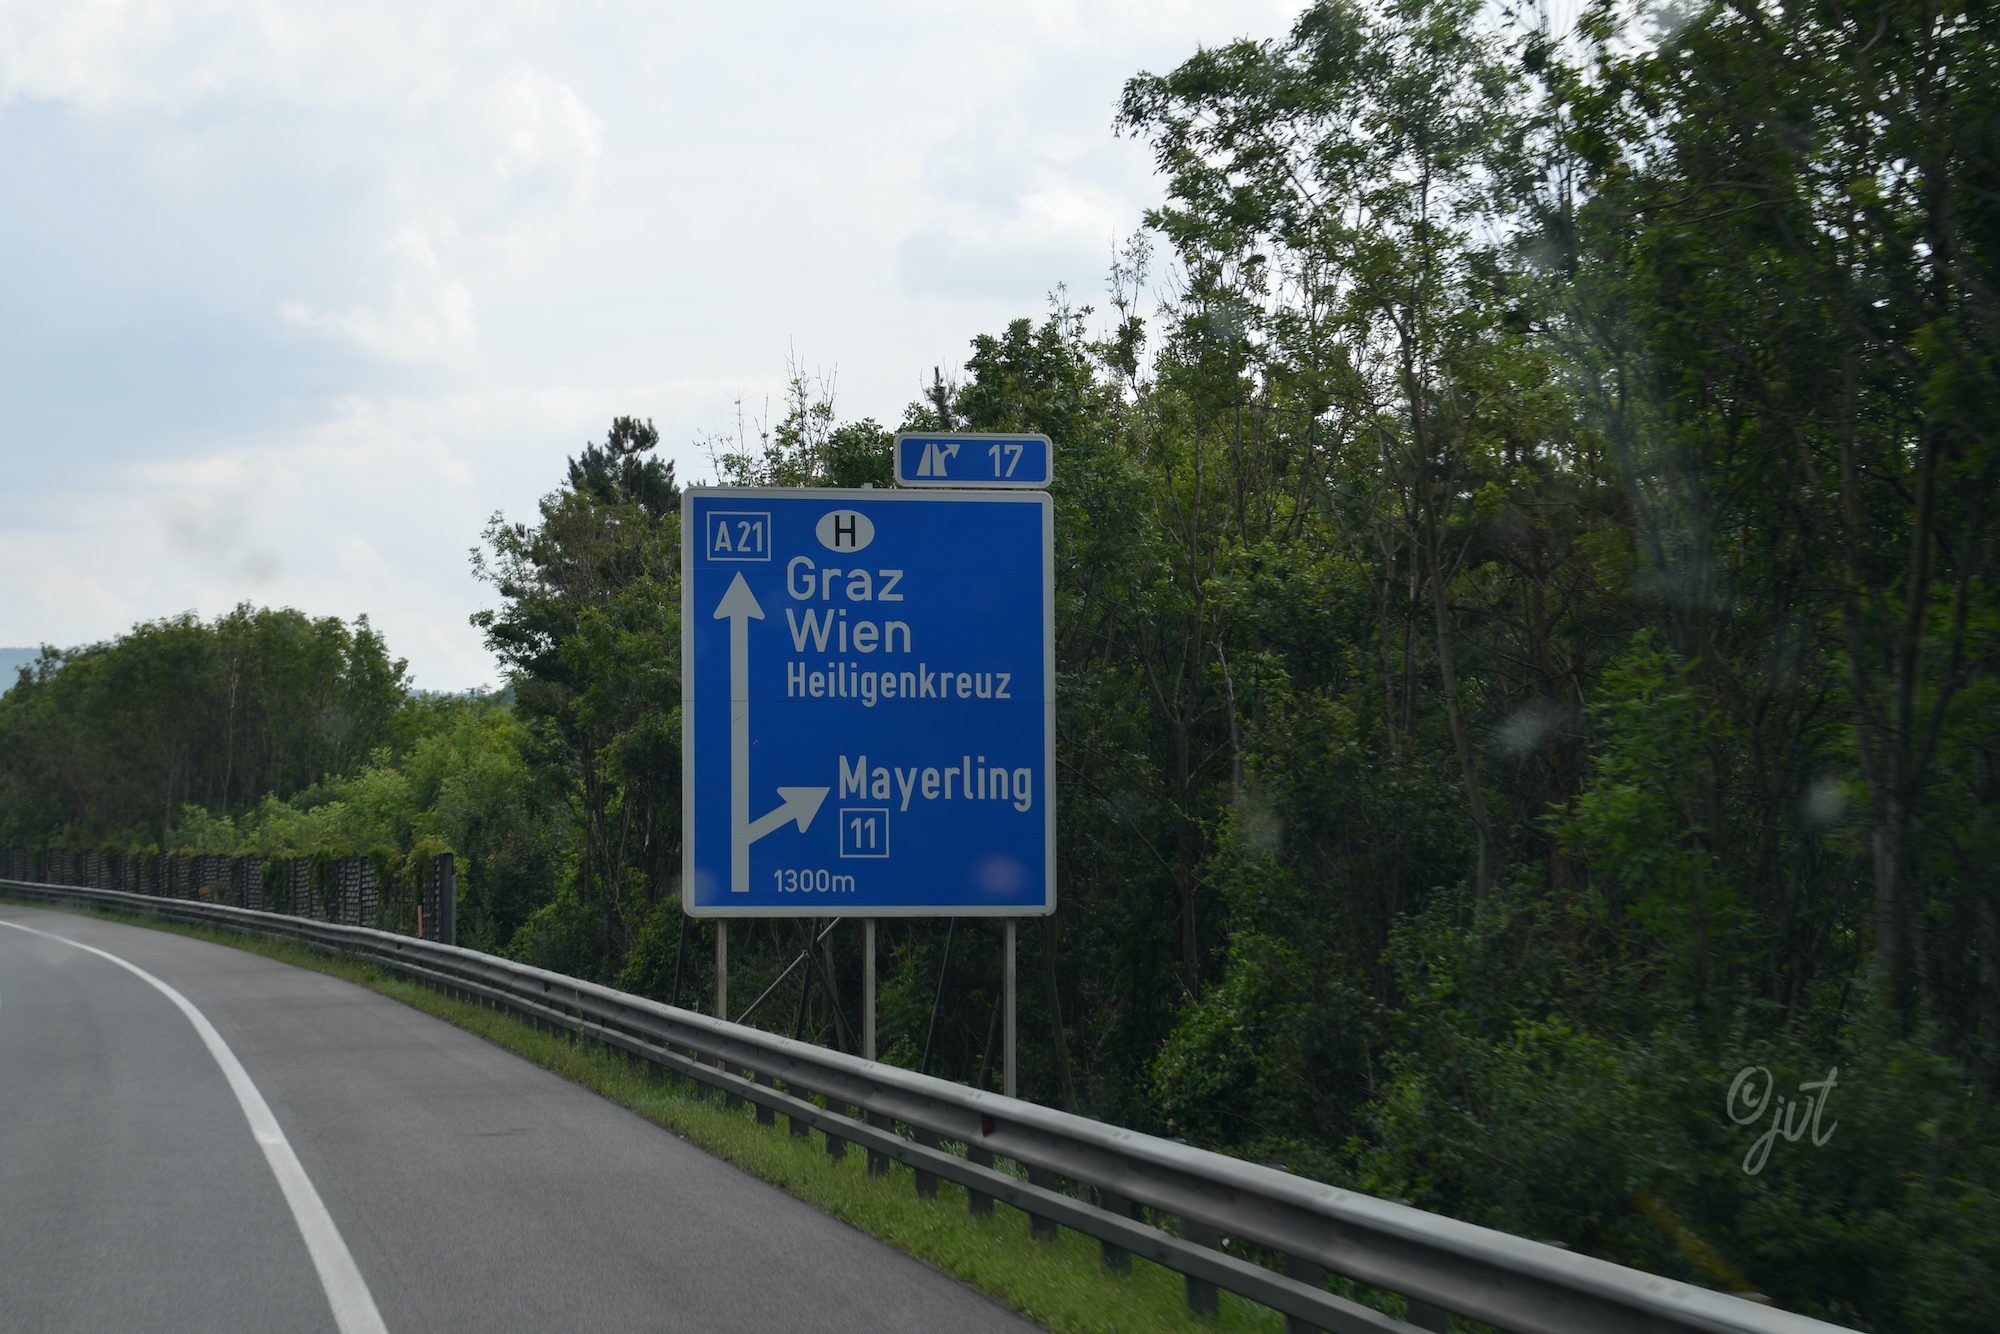 17
A21
H
Graz
Wien
Heiligenkreuz
Mayerling
11
1300m
©jvt